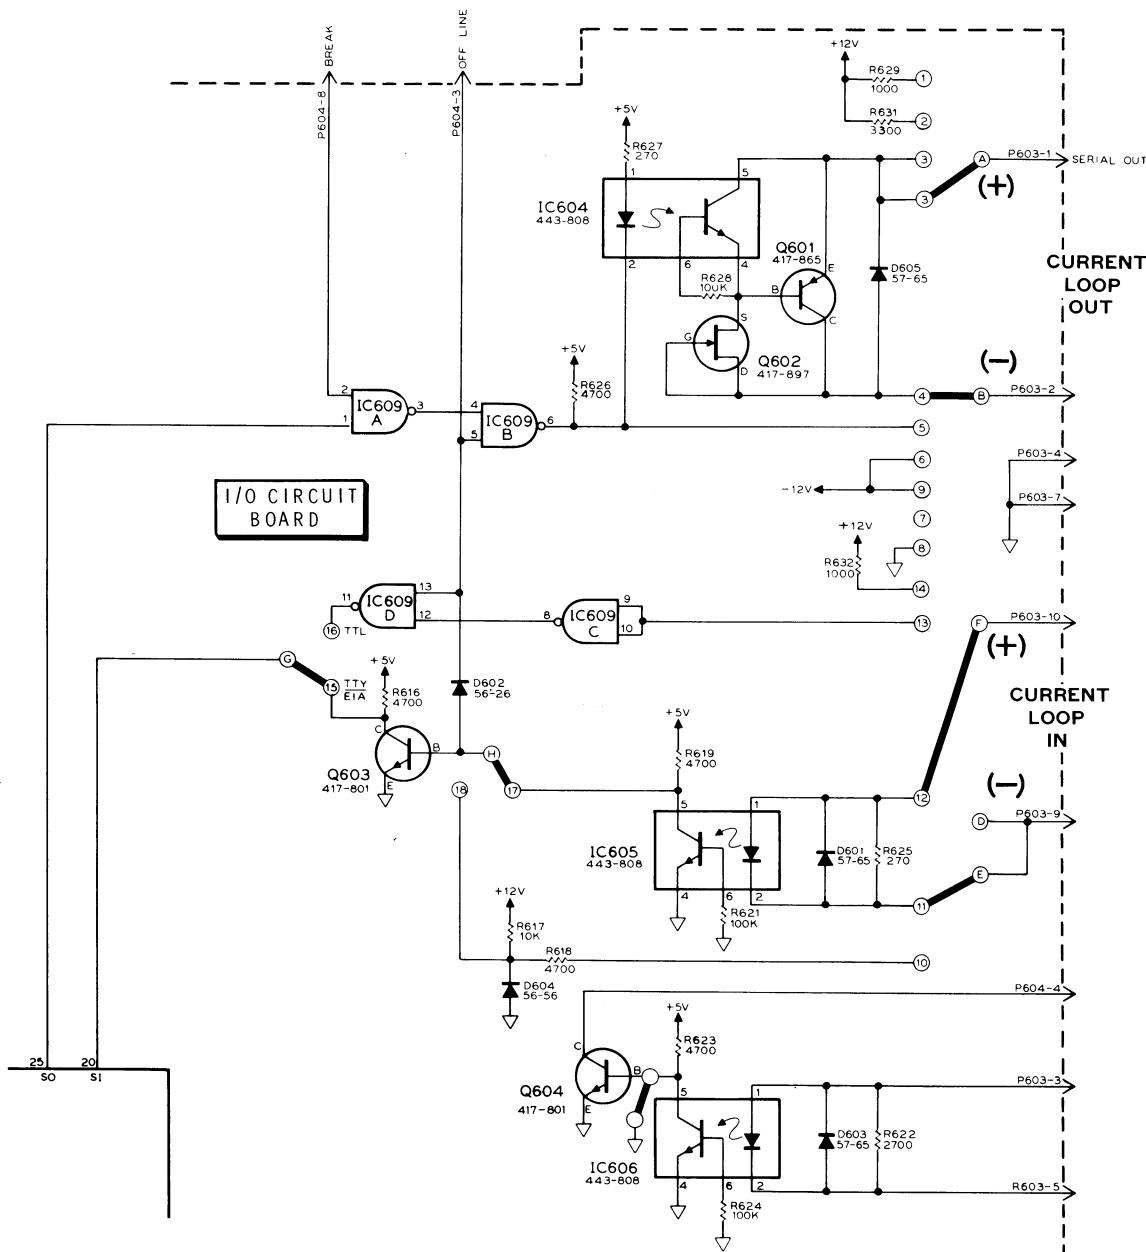 BREAK
OFF LINE
P604-8
P604-3
+12V
R629
1000
1
R631
3300
2
+5V
R627
270
3
A
P603-1
SERIAL OUT
(+)
3
1
5
IC604
443-808
2
6
4
R628
100K
Q601
417-865
E
B
C
D605
57-65
CURRENT
LOOP
OUT
S
G
D
Q602
417-897
(-)
+5V
R626
4700
4
B
P603-2
2
1
IC609
A
3
4
5
IC609
B
6
5
6
P603-4
-12V
9
P603-7
I/O CIRCUIT
BOARD
7
+12V
8
R632
1000
14
11
IC609
D
13
12
16 TTL
8
IC609
C
9
10
13
F
P603-10
(+)
G
15
TTY
EIA
+5V
R616
4700
D602
56-26
C
B
E
Q603
417-801
H
17
18
+5V
R619
4700
CURRENT
LOOP
IN
(-)
12
5
1
IC605
443-808
4
6
2
D601
57-65
R625
270
D
P603-9
E
11
R621
100K
+12V
R617
10K
R618
4700
10
D604
56-56
P604-4
+5V
R623
4700
C
B
E
Q604
417-801
25
SO
20
SI
5
1
P603-3
IC606
443-808
4
6
2
D603
57-65
R622
2700
R603-5
R624
100K